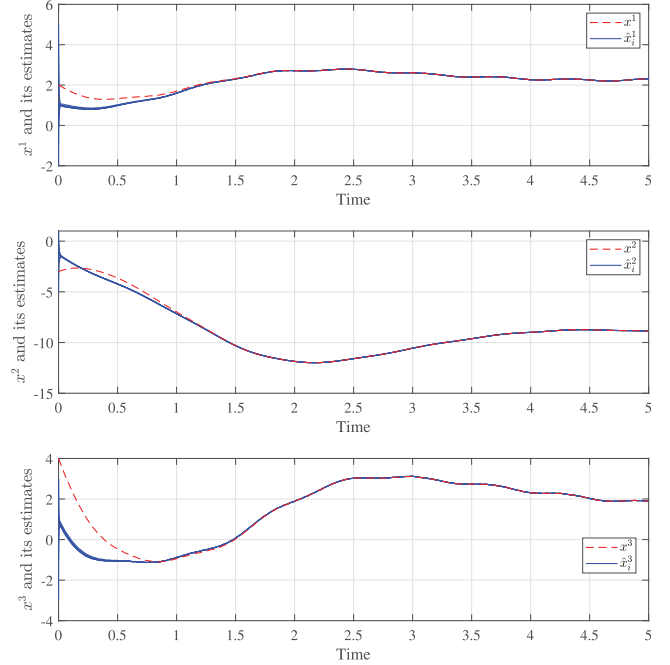 6
4
2
0
-2
x^1 and its estimates
x^1
x̂_i^1
0 0.5 1 1.5 2 2.5 3 3.5 4 4.5 5
Time
0
-5
-10
-15
x^2 and its estimates
x^2
x̂_i^2
0 0.5 1 1.5 2 2.5 3 3.5 4 4.5 5
Time
4
2
0
-2
-4
x^3 and its estimates
x^3
x̂_i^3
0 0.5 1 1.5 2 2.5 3 3.5 4 4.5 5
Time